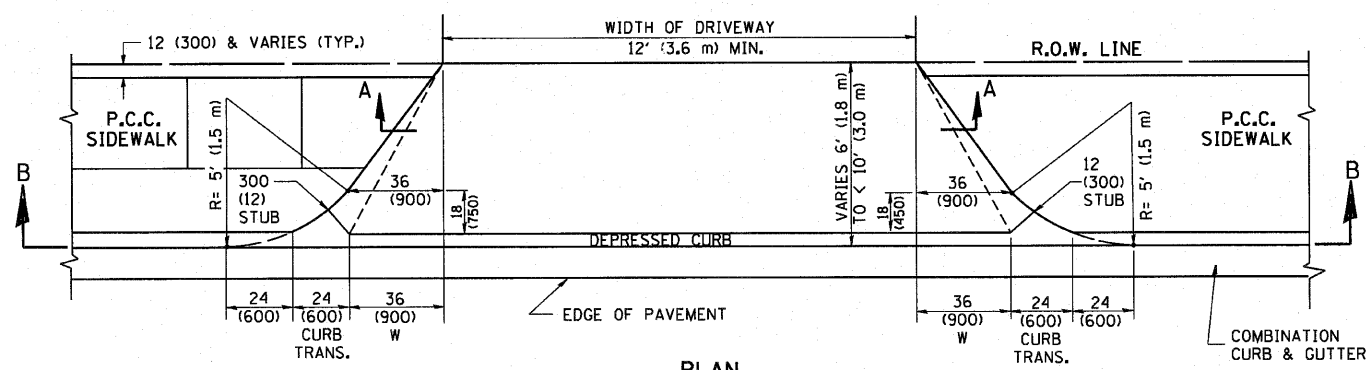 WIDTH OF DRIVEWAY
12' (3.6 m) MIN.
12 (300) & VARIES (TYP.)
R.O.W. LINE
A
A
P.C.C.
SIDEWALK
P.C.C.
SIDEWALK
R= 5' (1.5 m)
VARIES 6' (1.8 m)
TO < 10' (3.0 m)
R= 5' (1.5 m)
B
B
300
(12)
STUB
36
(900)
18
(750)
36
(900)
18
(450)
12
(300)
STUB
DEPRESSED CURB
24
(600)
24
(600)
CURB
TRANS.
36
(900)
W
EDGE OF PAVEMENT
36
(900)
W
24
(600)
CURB
TRANS.
24
(600)
COMBINATION
CURB & GUTTER
PLAN